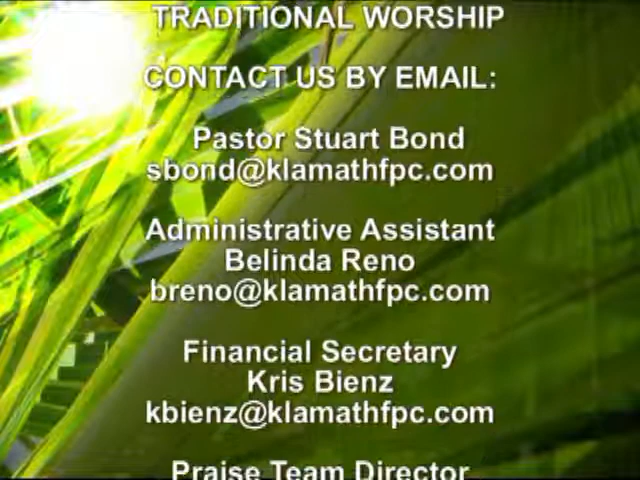 TRADITIONAL WORSHIP
CONTACT US BY EMAIL:
Pastor Stuart Bond
sbond@klamathfpc.com
Administrative Assistant
Belinda Reno
breno@klamathfpc.com
Financial Secretary
Kris Bienz
kbienz@klamathfpc.com
Praise Team Director